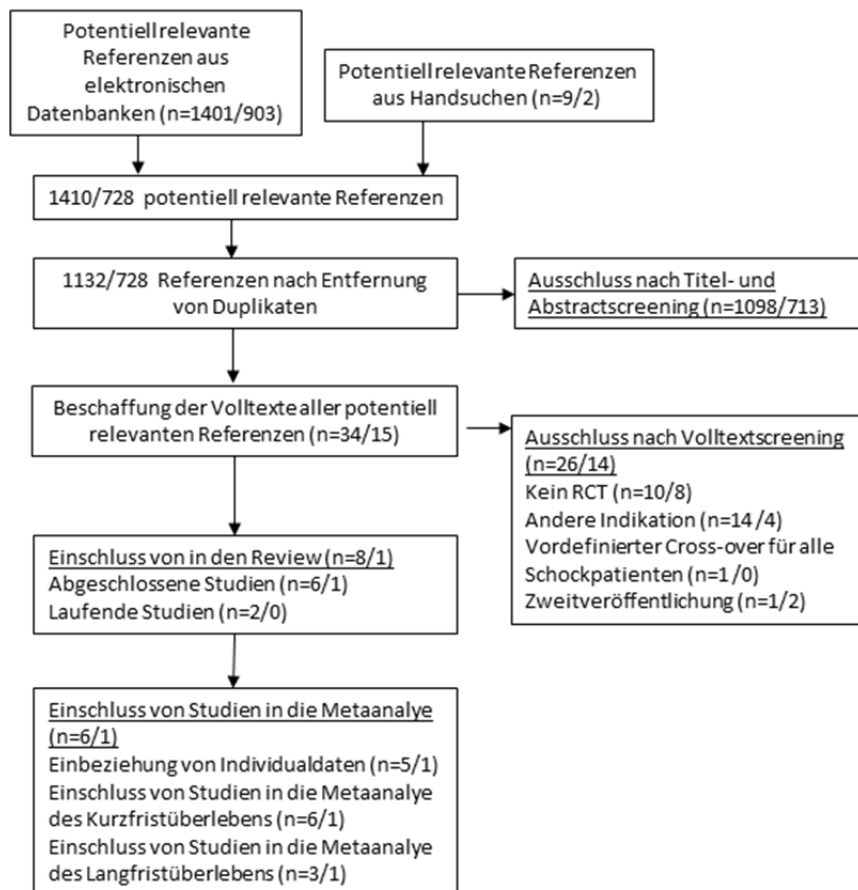 Potentiell relevante
Referenzen aus
elektronischen
Datenbanken (n=1401/903)
Potentiell relevante Referenzen
aus Handsuchen (n=9/2)
1410/728 potentiell relevante Referenzen
1132/728 Referenzen nach Entfernung
von Duplikaten
Ausschluss nach Titel- und
Abstractscreening (n=1098/713)
Beschaffung der Volltexte aller potentiell
relevanten Referenzen (n=34/15)
Ausschluss nach Volltextscreening
(n=26/14)
Kein RCT (n=10/8)
Andere Indikation (n=14/4)
Vordefinierter Cross-over für alle
Schockpatienten (n=1/0)
Zweitveröffentlichung (n=1/2)
Einschluss von in den Review (n=8/1)
Abgeschlossene Studien (n=6/1)
Laufende Studien (n=2/0)
Einschluss von Studien in die Metaanalye
(n=6/1)
Einbeziehung von Individualdaten (n=5/1)
Einschluss von Studien in die Metaanalye
des Kurzfristüberlebens (n=6/1)
Einschluss von Studien in die Metaanalye
des Langfristüberlebens (n=3/1)